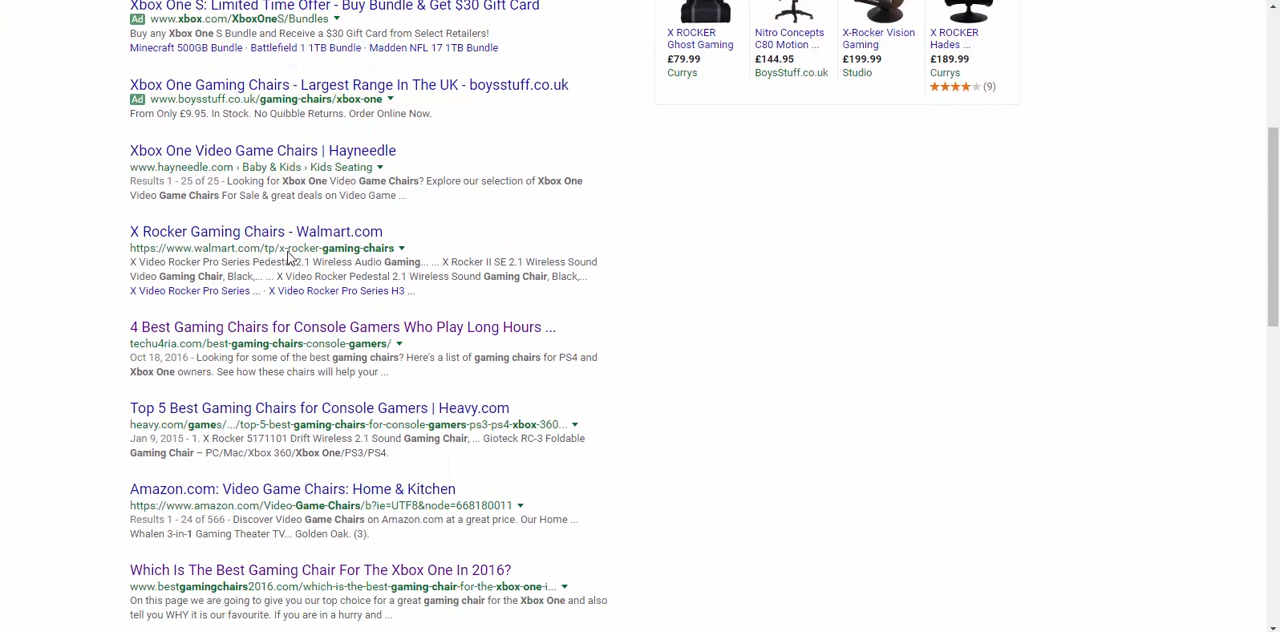 Xbox One S: Limited Time Offer - Buy Bundle & Get $30 Gift Card
Ad www.xbox.com/XboxOneS/Bundles
Buy any Xbox One S Bundle and Receive a $30 Gift Card from Select Retailers!
Minecraft 500GB Bundle · Battlefield 1 1TB Bundle · Madden NFL 17 1TB Bundle
Xbox One Gaming Chairs - Largest Range In The UK - boysstuff.co.uk
Ad www.boysstuff.co.uk/gaming-chairs/xbox-one
From Only £9.95. In Stock. No Quibble Returns. Order Online Now.
Xbox One Video Game Chairs | Hayneedle
www.hayneedle.com › Baby & Kids › Kids Seating
Results 1 - 25 of 25 - Looking for Xbox One Video Game Chairs? Explore our selection of Xbox One
Video Game Chairs For Sale & great deals on Video Game ...
X Rocker Gaming Chairs - Walmart.com
https://www.walmart.com/tp/x-rocker-gaming-chairs
X Video Rocker Pro Series Pedestal 2.1 Wireless Audio Gaming... ... X Rocker II SE 2.1 Wireless Sound
Video Gaming Chair, Black,... ... X Video Rocker Pedestal 2.1 Wireless Sound Gaming Chair, Black,...
X Video Rocker Pro Series ... · X Video Rocker Pro Series H3 ...
4 Best Gaming Chairs for Console Gamers Who Play Long Hours ...
techu4ria.com/best-gaming-chairs-console-gamers/
Oct 18, 2016 - Looking for some of the best gaming chairs? Here's a list of gaming chairs for PS4 and
Xbox One owners. See how these chairs will help your ...
Top 5 Best Gaming Chairs for Console Gamers | Heavy.com
heavy.com/games/.../top-5-best-gaming-chairs-for-console-gamers-ps3-ps4-xbox-360...
Jan 9, 2015 - 1. X Rocker 5171101 Drift Wireless 2.1 Sound Gaming Chair, ... Gioteck RC-3 Foldable
Gaming Chair – PC/Mac/Xbox 360/Xbox One/PS3/PS4.
Amazon.com: Video Game Chairs: Home & Kitchen
https://www.amazon.com/Video-Game-Chairs/b?ie=UTF8&node=668180011
Results 1 - 24 of 566 - Discover Video Game Chairs on Amazon.com at a great price. Our Home ...
Whalen 3-in-1 Gaming Theater TV... Golden Oak. (3).
Which Is The Best Gaming Chair For The Xbox One In 2016?
www.bestgamingchairs2016.com/which-is-the-best-gaming-chair-for-the-xbox-one-i...
On this page we are going to give you our top choice for a great gaming chair for the Xbox One and also
tell you WHY it is our favourite. If you are in a hurry and ...
X ROCKER
Ghost Gaming
£79.99
Currys
Nitro Concepts
C80 Motion ...
£144.95
BoysStuff.co.uk
X-Rocker Vision
Gaming
£199.99
Studio
X ROCKER
Hades ...
£189.99
Currys
(9)